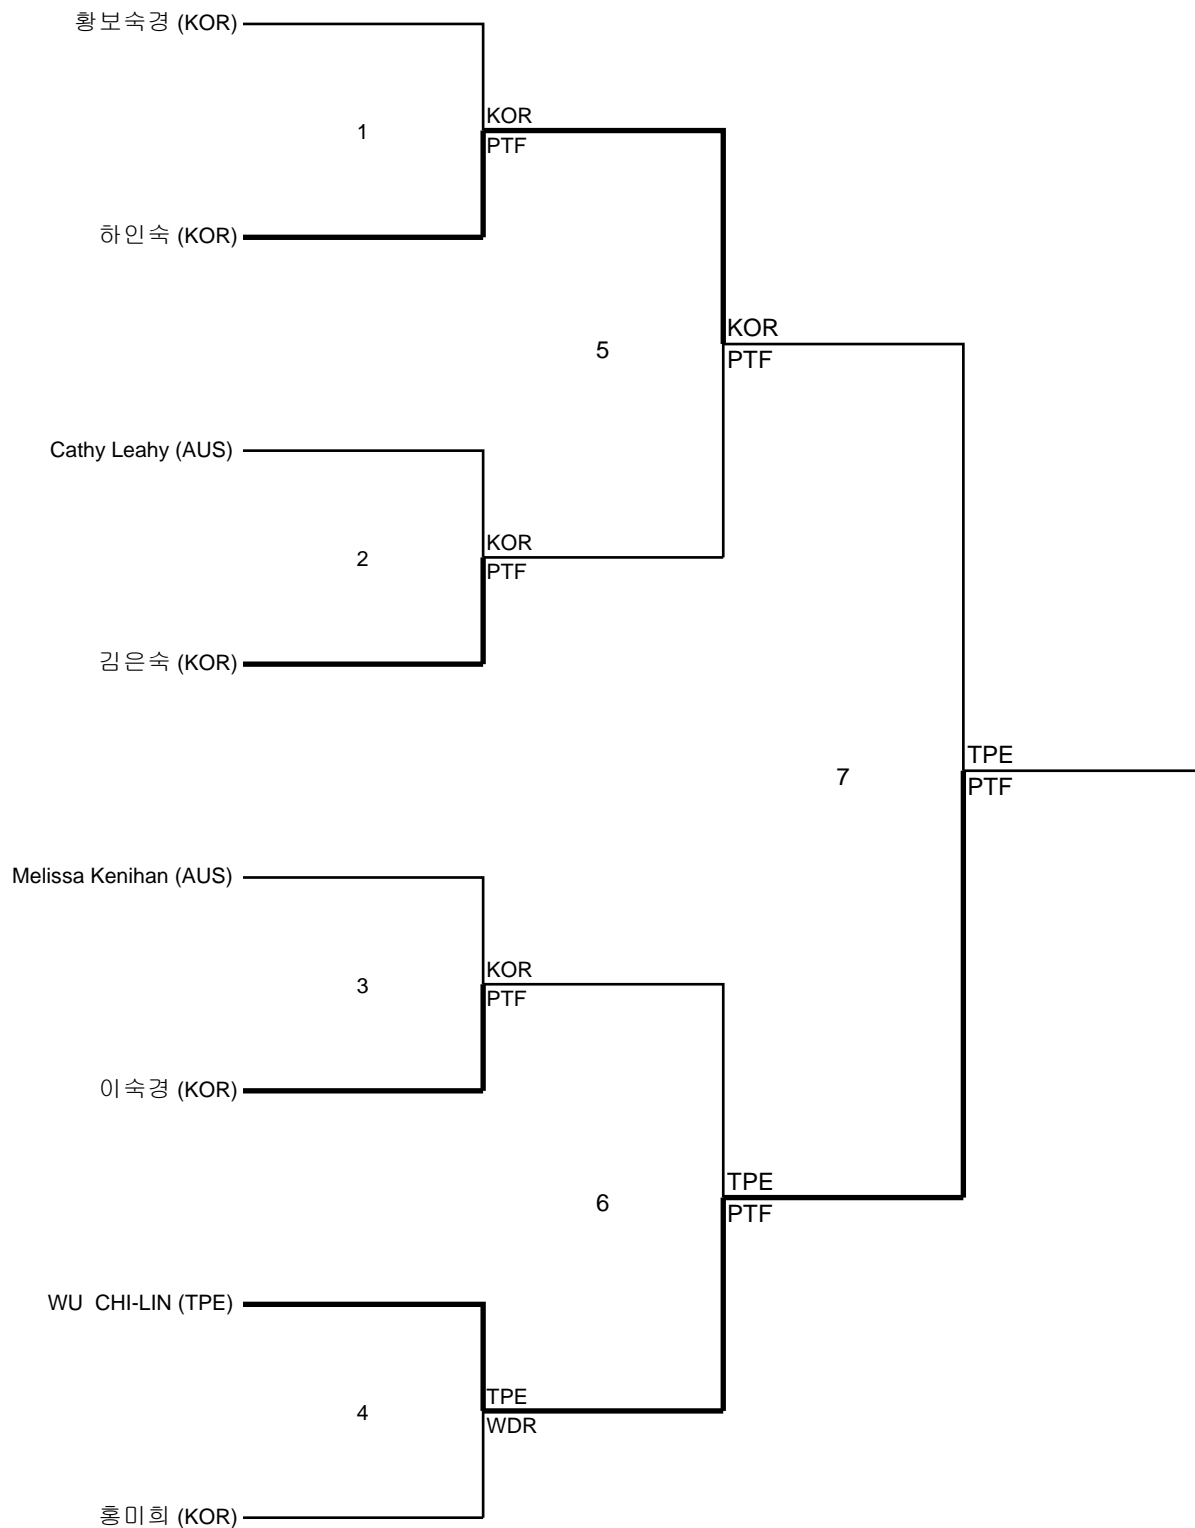 황보숙경 (KOR)
KOR
1
PTF
하인숙 (KOR)
KOR
5
PTF
Cathy Leahy (AUS)
KOR
2
PTF
김은숙 (KOR)
TPE
7
PTF
Melissa Kenihan (AUS)
KOR
3
PTF
이숙경 (KOR)
TPE
6
PTF
WU CHI-LIN (TPE)
TPE
4
WDR
홍미희 (KOR)